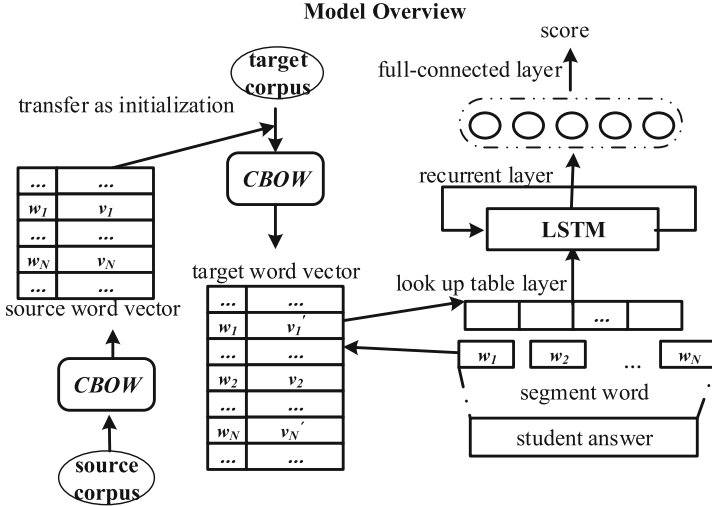 Model Overview
target
corpus
transfer as initialization
CBOW
... ...
w1 v1
... ...
wN vN
... ...
source word vector
CBOW
source
corpus
target word vector
... ...
w1 v1′
... ...
w2 v2
... ...
wN vN′
... ...
score
full-connected layer
recurrent layer
LSTM
look up table layer
...
w1 w2 ... wN
segment word
student answer